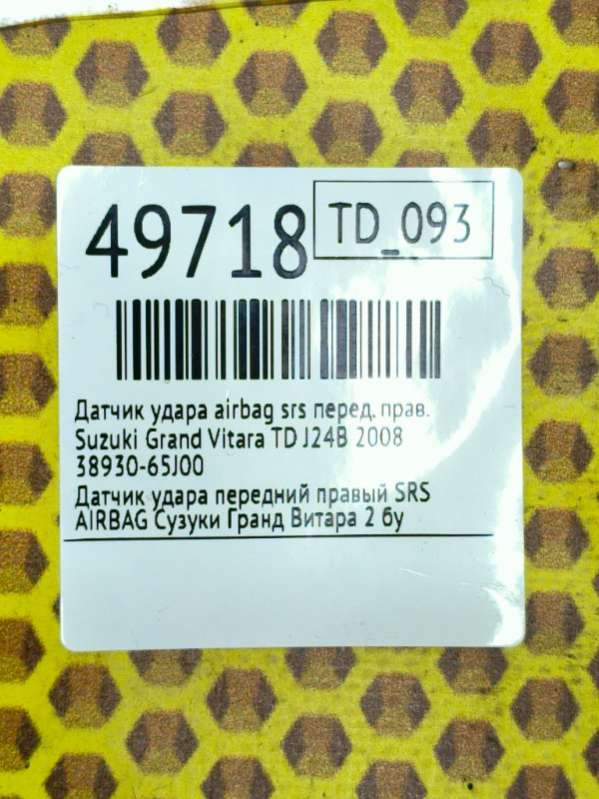 49718 TD_093
Датчик удара airbag srs перед. прав.
Suzuki Grand Vitara TD J24B 2008
38930-65J00
Датчик удара передний правый SRS
AIRBAG Сузуки Гранд Витара 2 бу